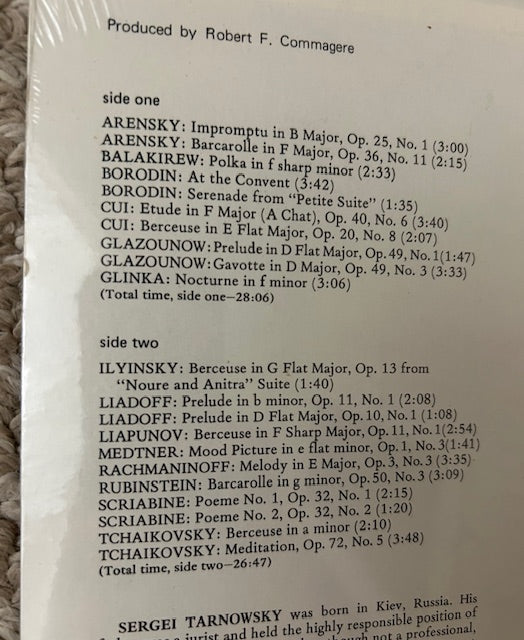 Produced by Robert F. Commagere
side one
ARENSKY: Impromptu in B Major, Op. 25, No. 1 (3:00)
ARENSKY: Barcarolle in F Major, Op. 36, No. 11 (2:15)
BALAKIREW: Polka in f sharp minor (2:33)
BORODIN: At the Convent (3:42)
BORODIN: Serenade from "Petite Suite" (1:35)
CUI: Etude in F Major (A Chat), Op. 40, No. 6 (3:40)
CUI: Berceuse in E Flat Major, Op. 20, No. 8 (2:07)
GLAZOUNOW: Prelude in D Flat Major, Op. 49, No. 1(1:47)
GLAZOUNOW: Gavotte in D Major, Op. 49, No. 3 (3:33)
GLINKA: Nocturne in f minor (3:06)
(Total time, side one—28:06)
side two
ILYINSKY: Berceuse in G Flat Major, Op. 13 from
"Noure and Anitra" Suite (1:40)
LIADOFF: Prelude in b minor, Op. 11, No. 1 (2:08)
LIADOFF: Prelude in D Flat Major, Op. 10, No. 1 (1:08)
LIAPUNOV: Berceuse in F Sharp Major, Op. 11, No. 1(2:54)
MEDTNER: Mood Picture in e flat minor, Op. 1, No. 3(1:41)
RACHMANINOFF: Melody in E Major, Op. 3, No. 3 (3:35)
RUBINSTEIN: Barcarolle in g minor, Op. 50, No. 3 (3:09)
SCRIABINE: Poeme No. 1, Op. 32, No. 1 (2:15)
SCRIABINE: Poeme No. 2, Op. 32, No. 2 (1:20)
TCHAIKOVSKY: Berceuse in a minor (2:10)
TCHAIKOVSKY: Meditation, Op. 72, No. 5 (3:48)
(Total time, side two—26:47)
SERGEI TARNOWSKY was born in Kiev, Russia. His
jurist and held the highly responsible position of
though not a professional,